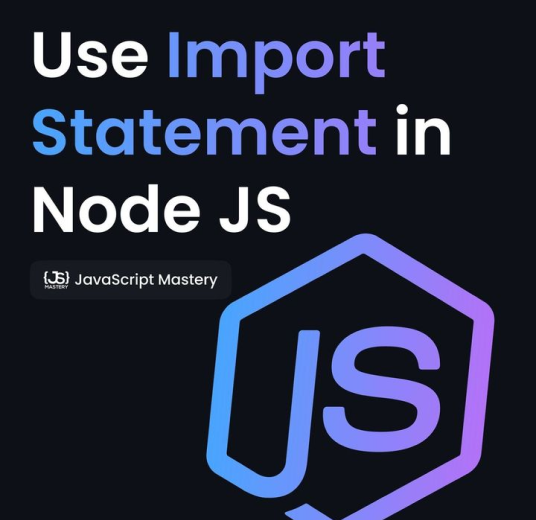 Use Import
Statement in
Node JS
{JS}
MASTERY
JavaScript Mastery
JS